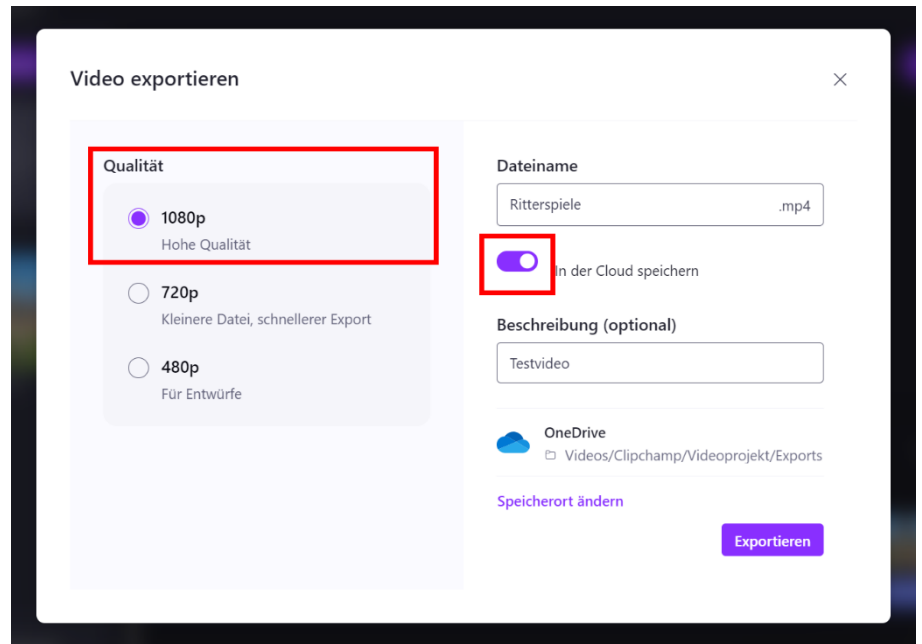 Video exportieren
Qualität
1080p
Hohe Qualität
720p
Kleinere Datei, schnellerer Export
480p
Für Entwürfe
Dateiname
Ritterspiele .mp4
In der Cloud speichern
Beschreibung (optional)
Testvideo
OneDrive
Videos/Clipchamp/Videoprojekt/Exports
Speicherort ändern
Exportieren